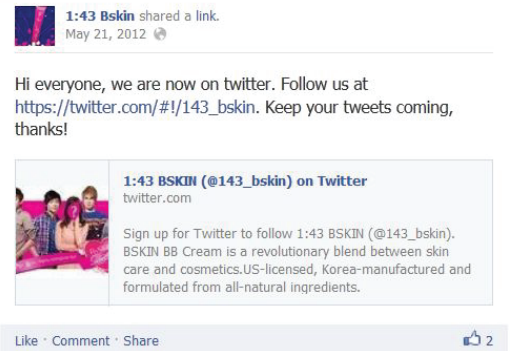 1:43 Bskin shared a link.
May 21, 2012
Hi everyone, we are now on twitter. Follow us at
https://twitter.com/#!/143_bskin. Keep your tweets coming,
thanks!
1:43 BSKIN (@143_bskin) on Twitter
twitter.com
Sign up for Twitter to follow 1:43 BSKIN (@143_bskin).
BSKIN BB Cream is a revolutionary blend between skin
care and cosmetics.US-licensed, Korea-manufactured and
formulated from all-natural ingredients.
Like · Comment · Share
2